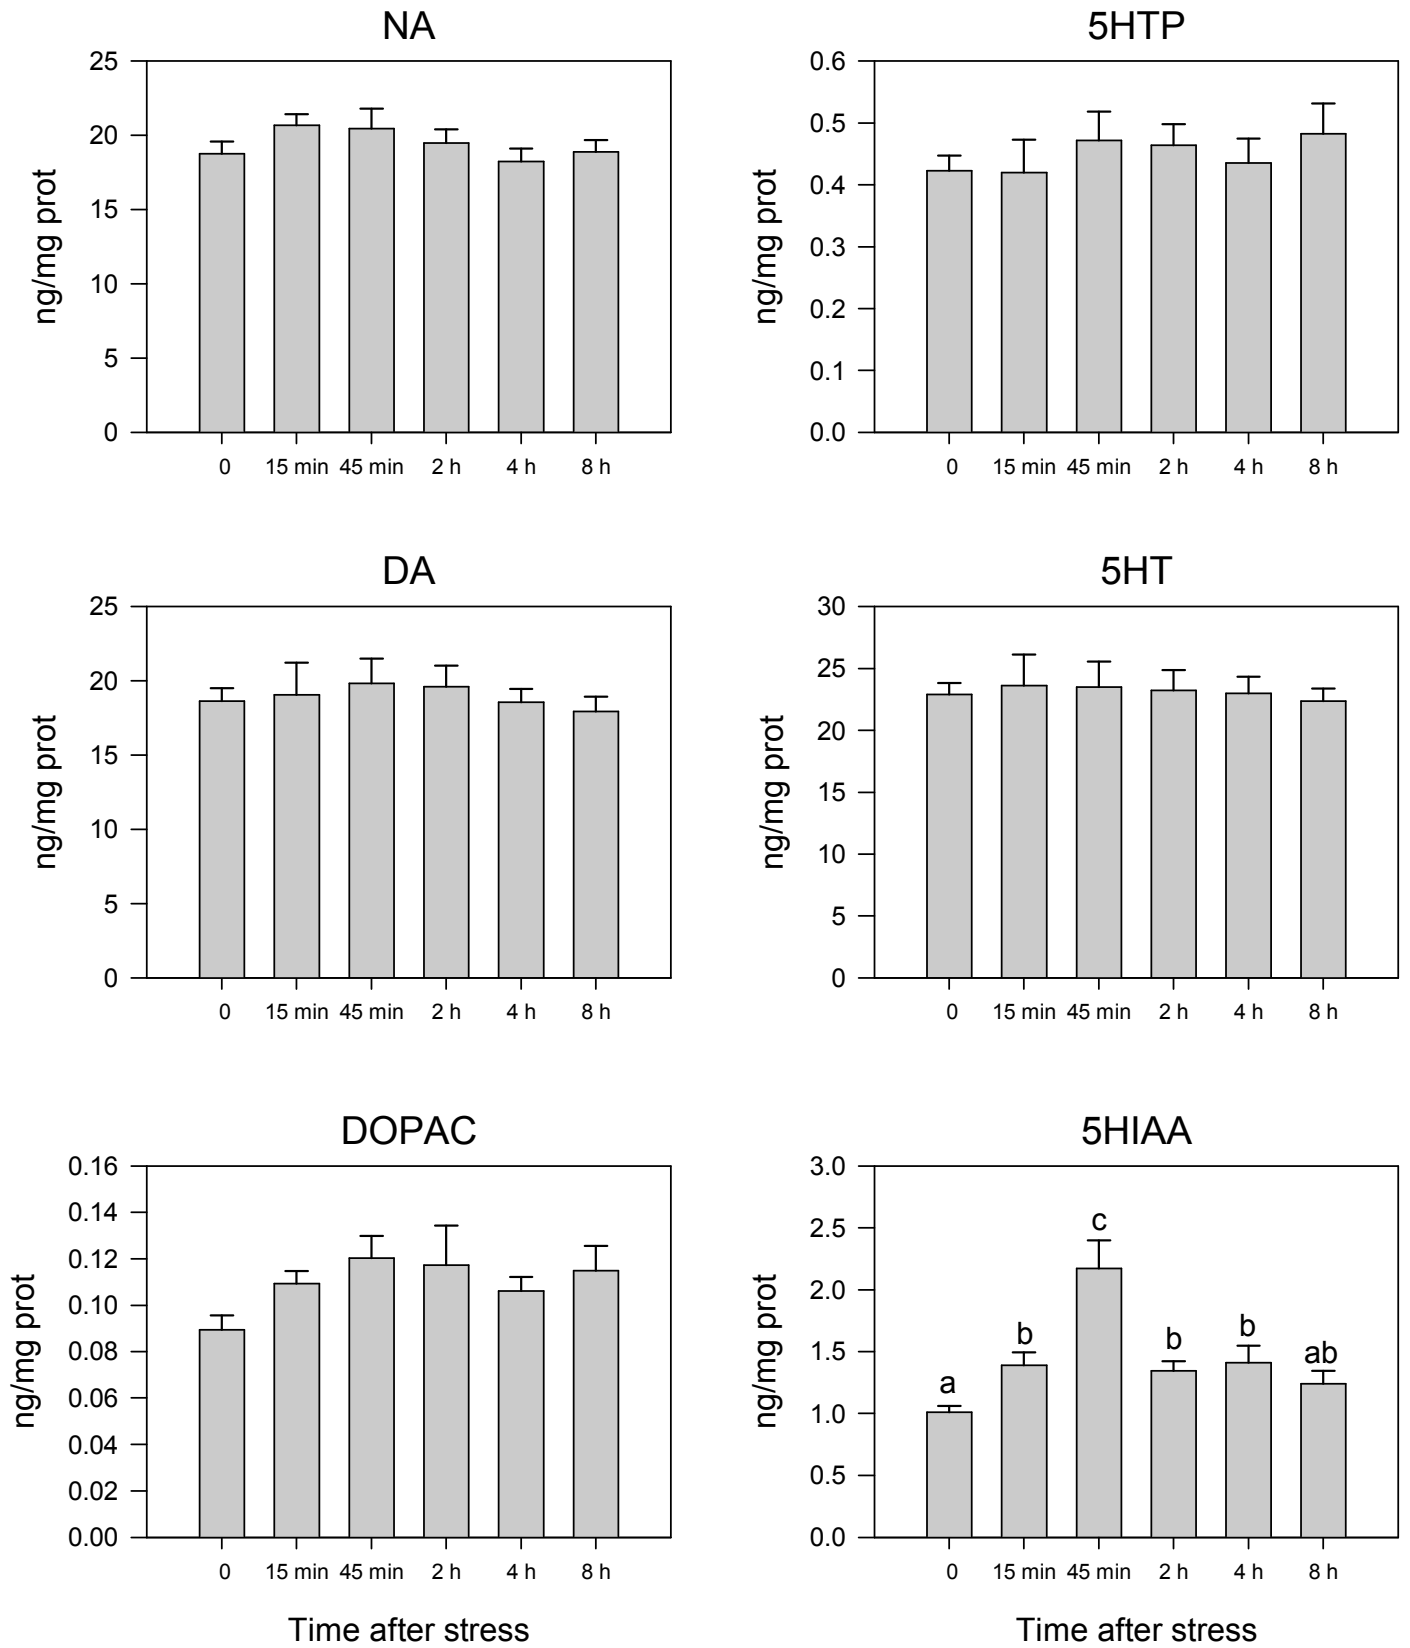 NA
25
20
15
10
5
0
ng/mg prot
0 15 min 45 min 2 h 4 h 8 h
5HTP
0.6
0.5
0.4
0.3
0.2
0.1
0.0
ng/mg prot
0 15 min 45 min 2 h 4 h 8 h
DA
25
20
15
10
5
0
ng/mg prot
0 15 min 45 min 2 h 4 h 8 h
5HT
30
25
20
15
10
5
0
ng/mg prot
0 15 min 45 min 2 h 4 h 8 h
DOPAC
0.16
0.14
0.12
0.10
0.08
0.06
0.04
0.02
0.00
ng/mg prot
0 15 min 45 min 2 h 4 h 8 h
Time after stress
5HIAA
3.0
2.5
2.0
1.5
1.0
0.5
0.0
ng/mg prot
a b c b b ab
0 15 min 45 min 2 h 4 h 8 h
Time after stress